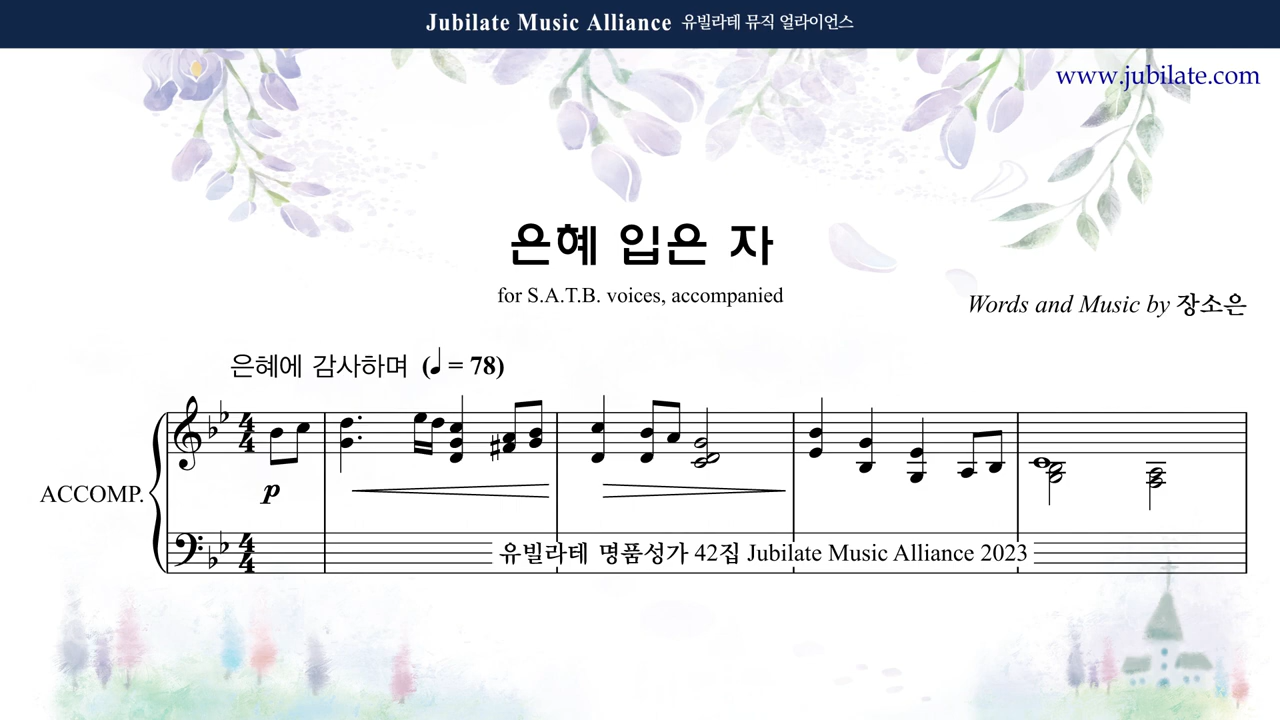 Jubilate Music Alliance 유빌라테 뮤직 얼라이언스
www.jubilate.com
은혜 입은 자
for S.A.T.B. voices, accompanied
Words and Music by 장소은
은혜에 감사하며 (♩ = 78)
ACCOMP.
p
유빌라테 명품성가 42집 Jubilate Music Alliance 2023